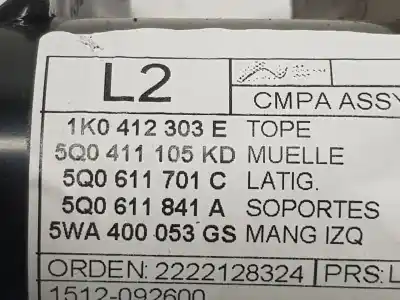 L2
CMPA ASSY
1K0 412 303 E TOPE
5Q0 411 105 KD MUELLE
5Q0 611 701 C LATIG.
5Q0 611 841 A SOPORTES
5WA 400 053 GS MANG IZQ
ORDEN: 2222128324 PRS: L
1512-092600